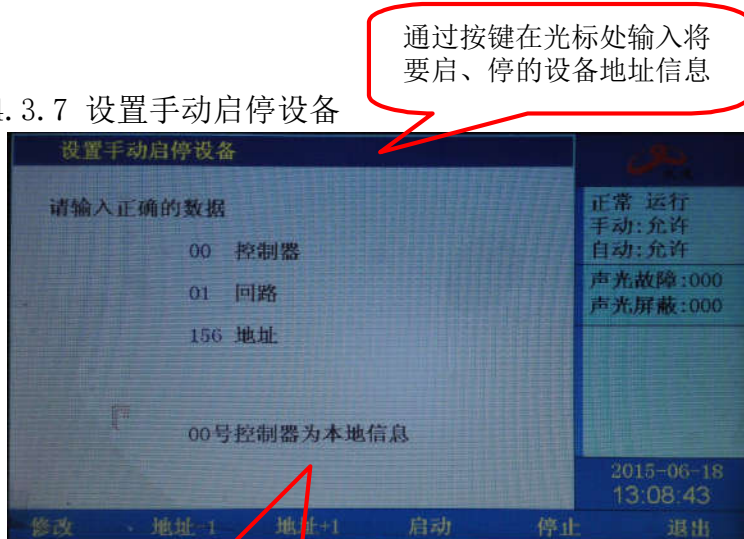 通过按键在光标处输入将
要启、停的设备地址信息
4.3.7 设置手动启停设备
设置手动启停设备
请输入正确的数据
00 控制器
01 回路
156 地址
00号控制器为本地信息
正常 运行
手动:允许
自动:允许
声光故障:000
声光屏蔽:000
2015-06-18
13:08:43
修改 、 地址-1 地址+1 启动 停止 退出